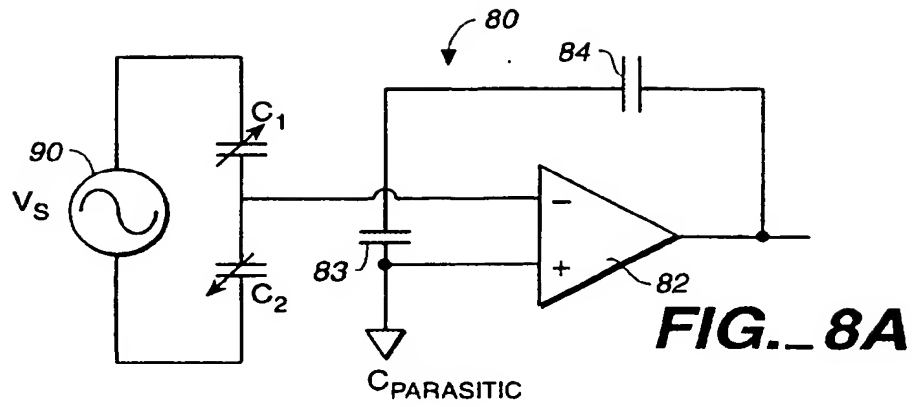 80
84
C1
90
VS
–
83
+
82
C2
FIG._8A
CPARASITIC